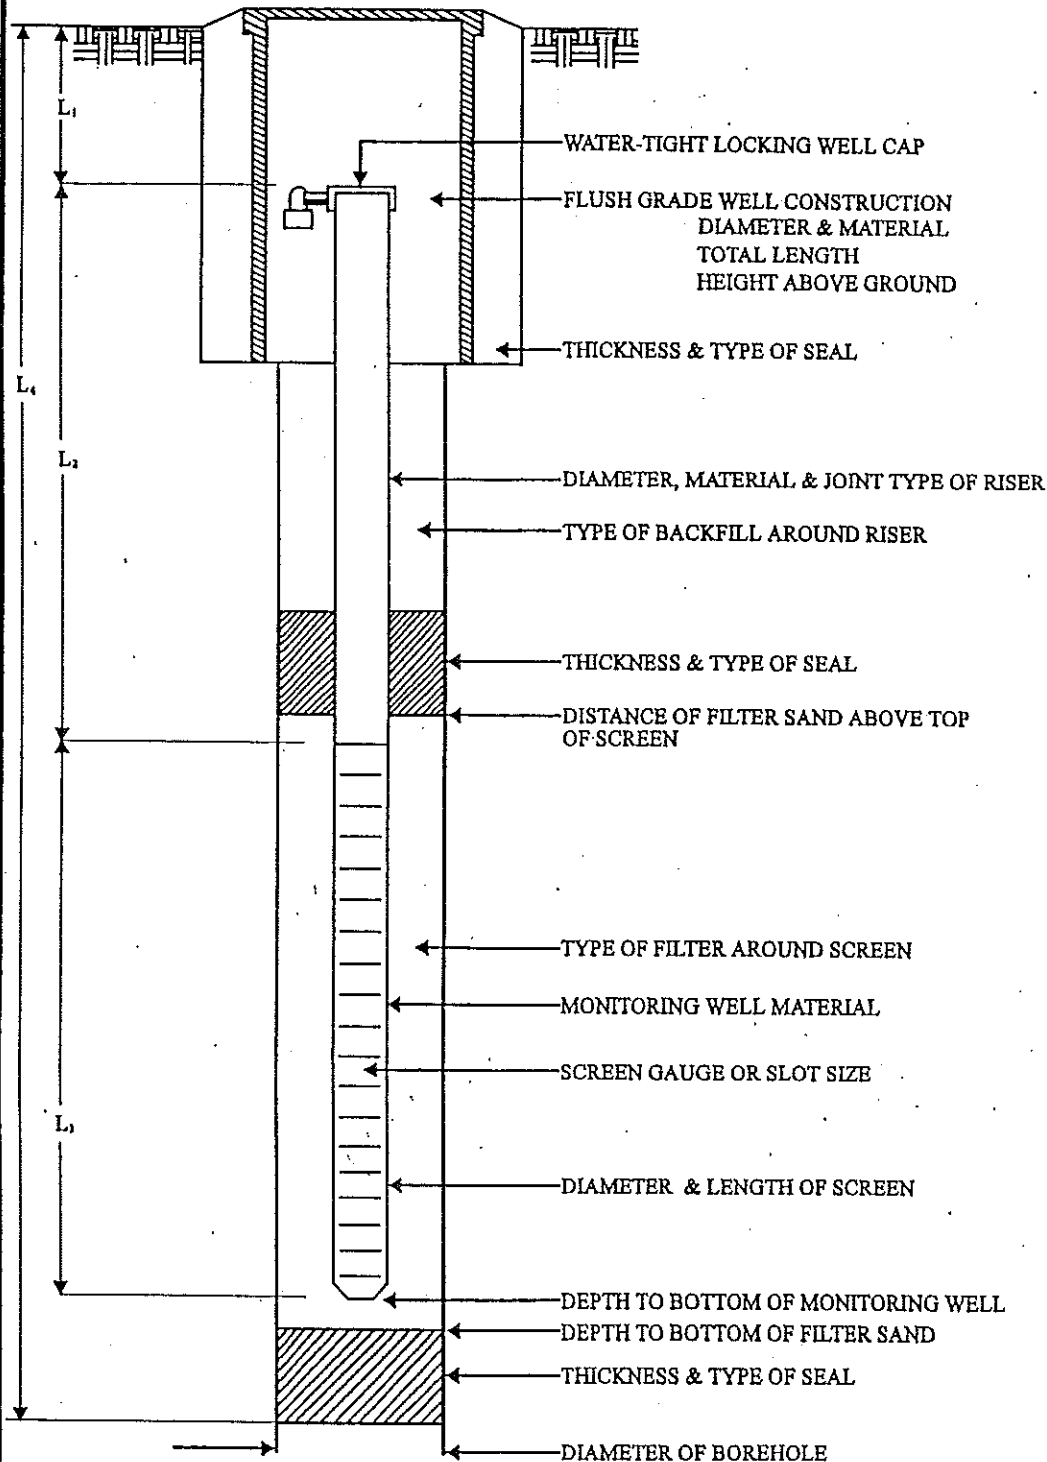 L₁
WATER-TIGHT LOCKING WELL CAP
FLUSH GRADE WELL CONSTRUCTION
DIAMETER & MATERIAL
TOTAL LENGTH
HEIGHT ABOVE GROUND
THICKNESS & TYPE OF SEAL
L₄
L₂
DIAMETER, MATERIAL & JOINT TYPE OF RISER
TYPE OF BACKFILL AROUND RISER
THICKNESS & TYPE OF SEAL
DISTANCE OF FILTER SAND ABOVE TOP
OF SCREEN
TYPE OF FILTER AROUND SCREEN
MONITORING WELL MATERIAL
SCREEN GAUGE OR SLOT SIZE
L₃
DIAMETER & LENGTH OF SCREEN
DEPTH TO BOTTOM OF MONITORING WELL
DEPTH TO BOTTOM OF FILTER SAND
THICKNESS & TYPE OF SEAL
DIAMETER OF BOREHOLE